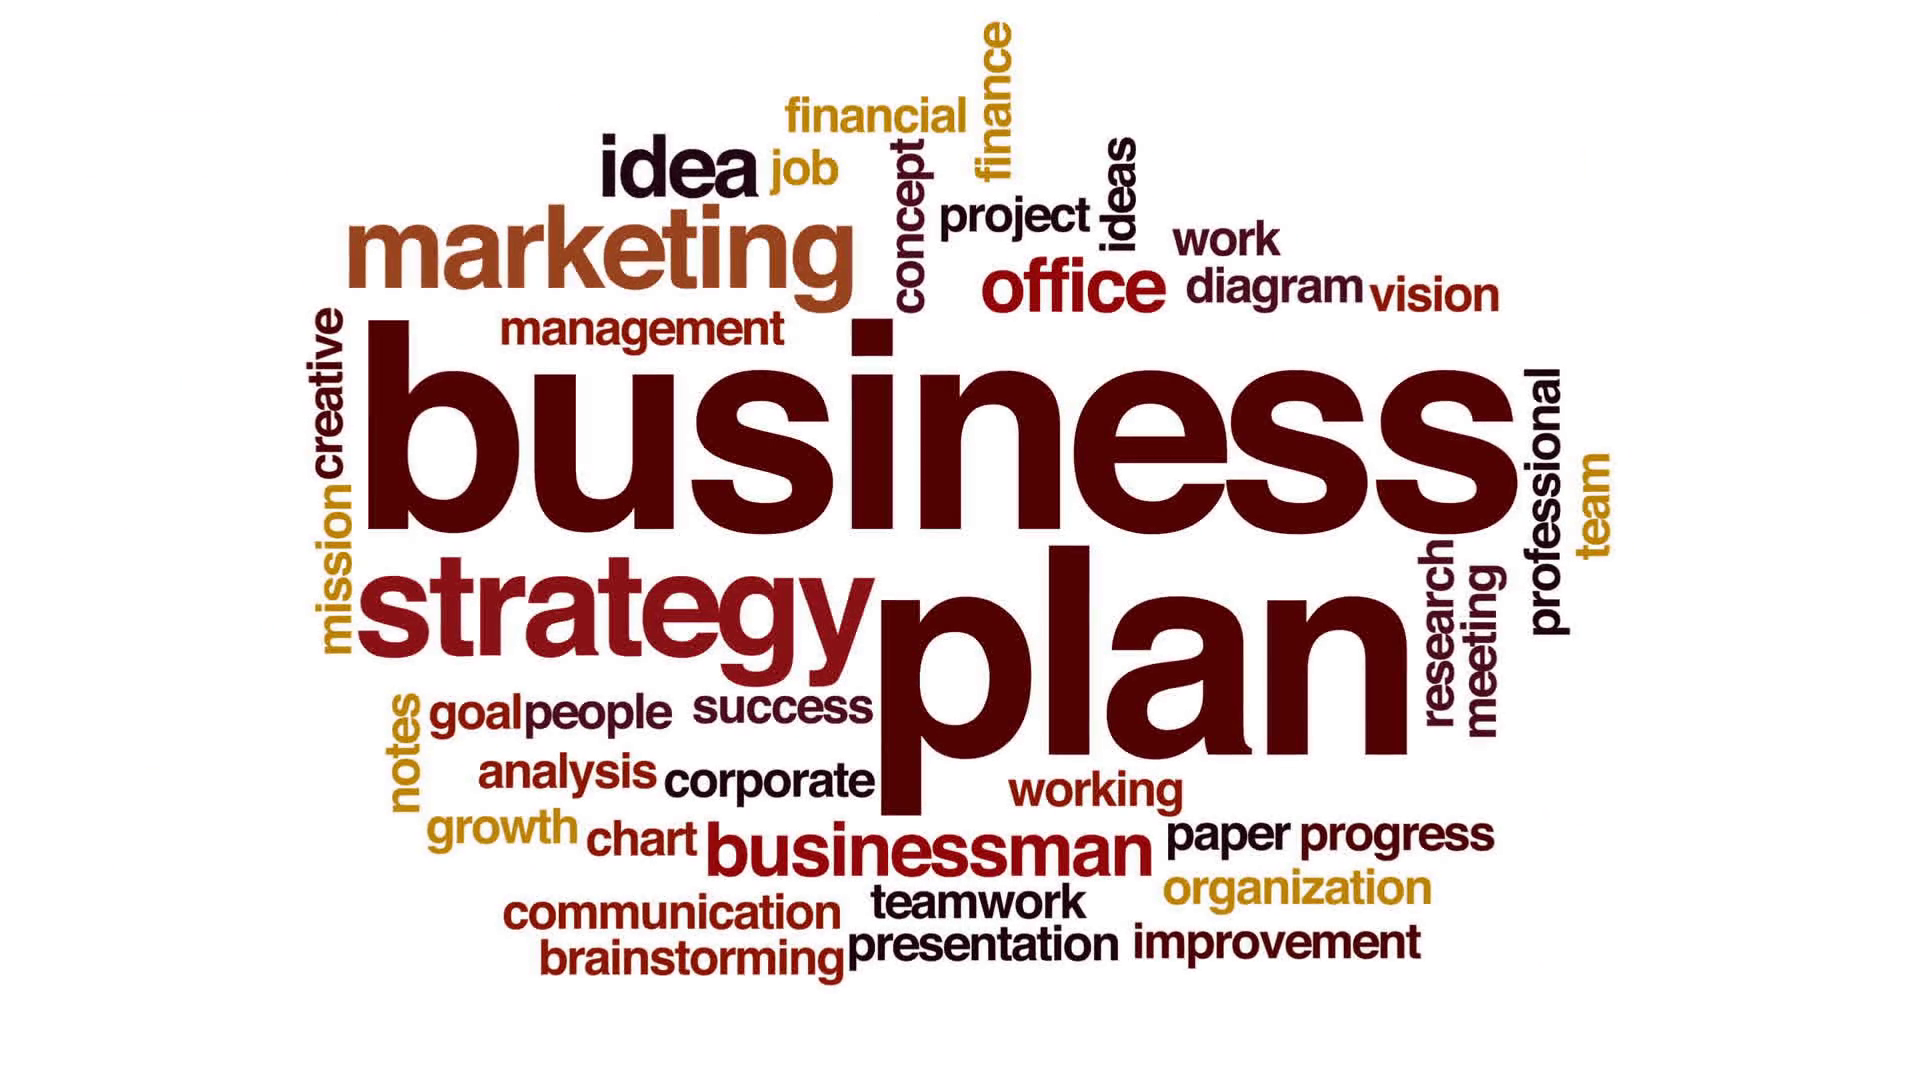 finance
financial
idea
job
concept
project
ideas
marketing
work
office
diagram
vision
management
creative
business
professional
team
mission
strategy
plan
research
meeting
notes
goal
people
success
analysis
corporate
working
growth
chart
businessman
paper
progress
organization
communication
teamwork
brainstorming
presentation
improvement